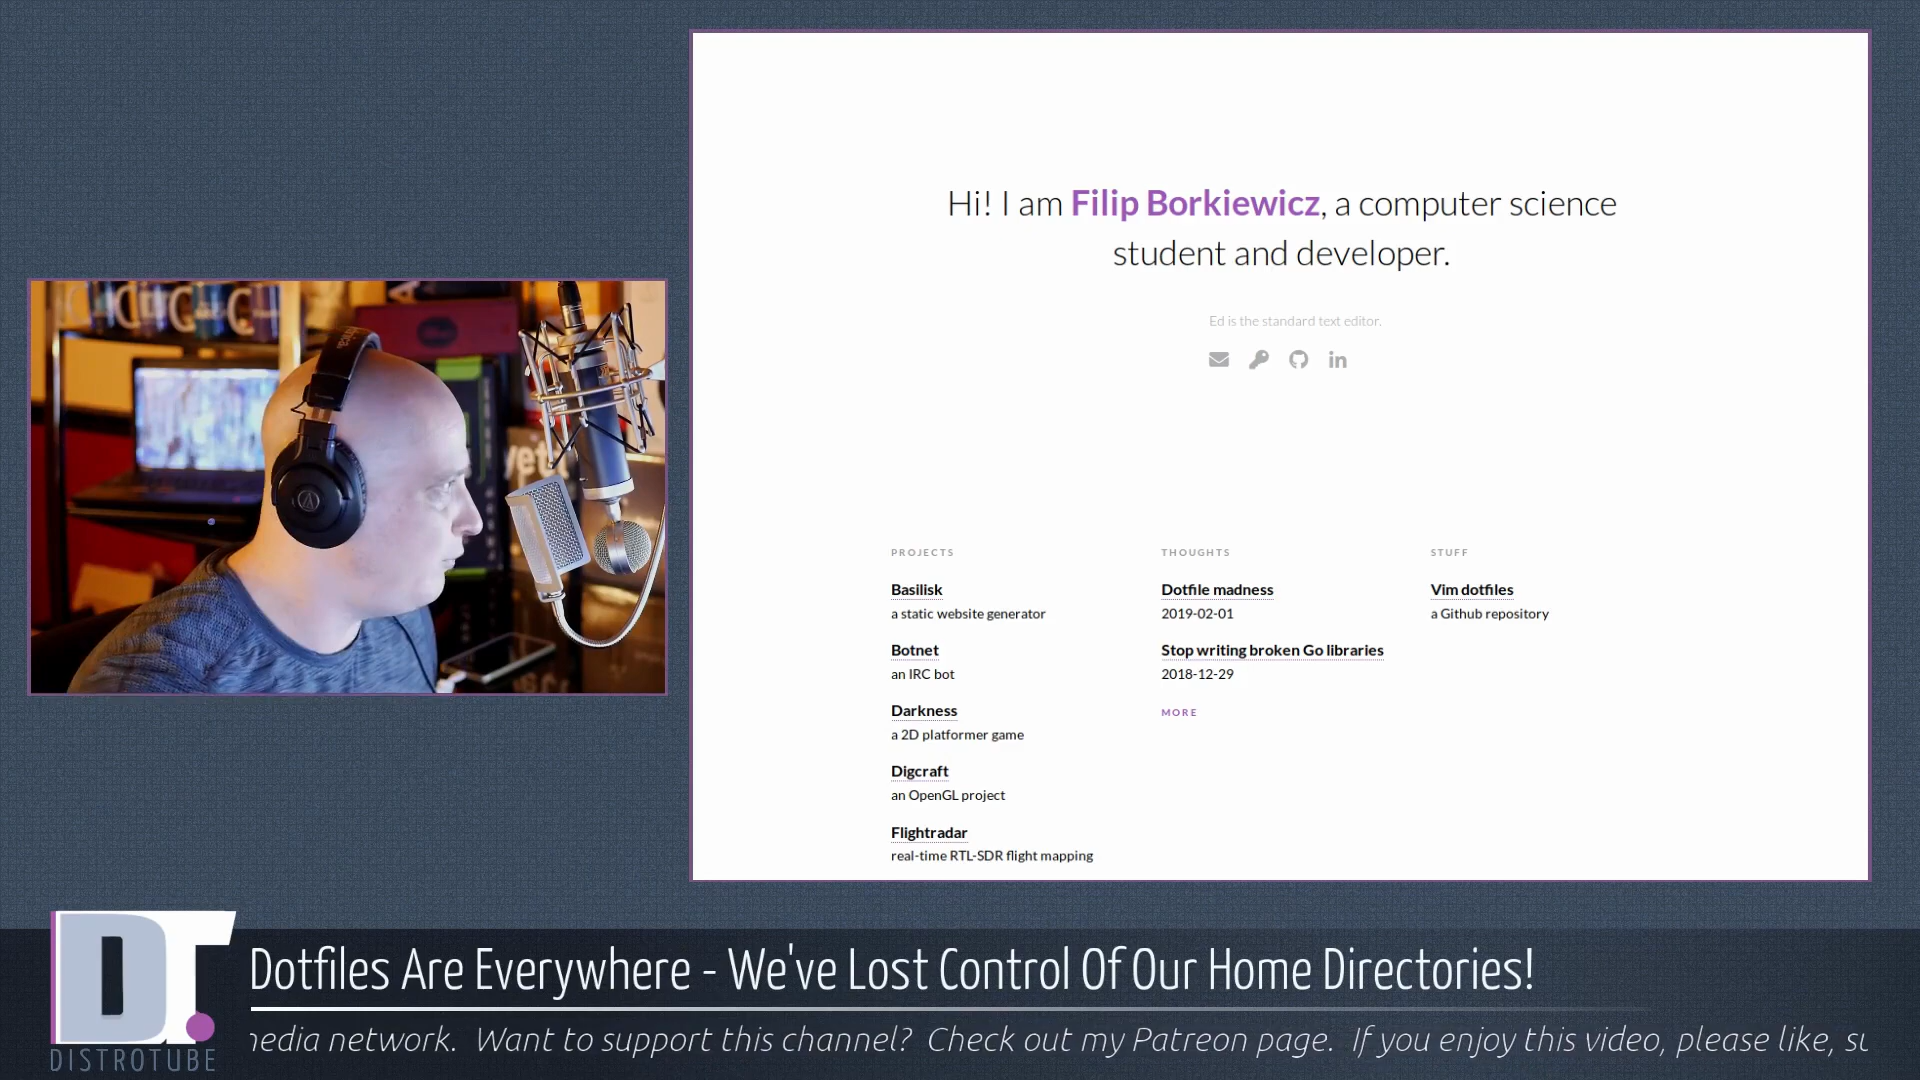 Hi! I am Filip Borkiewicz, a computer science
student and developer.
Ed is the standard text editor.
PROJECTS
Basilisk
a static website generator
Botnet
an IRC bot
Darkness
a 2D platformer game
Digcraft
an OpenGL project
Flightradar
real-time RTL-SDR flight mapping
THOUGHTS
Dotfile madness
2019-02-01
Stop writing broken Go libraries
2018-12-29
MORE
STUFF
Vim dotfiles
a Github repository
DT.
DISTROTUBE
Dotfiles Are Everywhere - We've Lost Control Of Our Home Directories!
network. Want to support this channel? Check out my Patreon page. If you enjoy this video, please like,